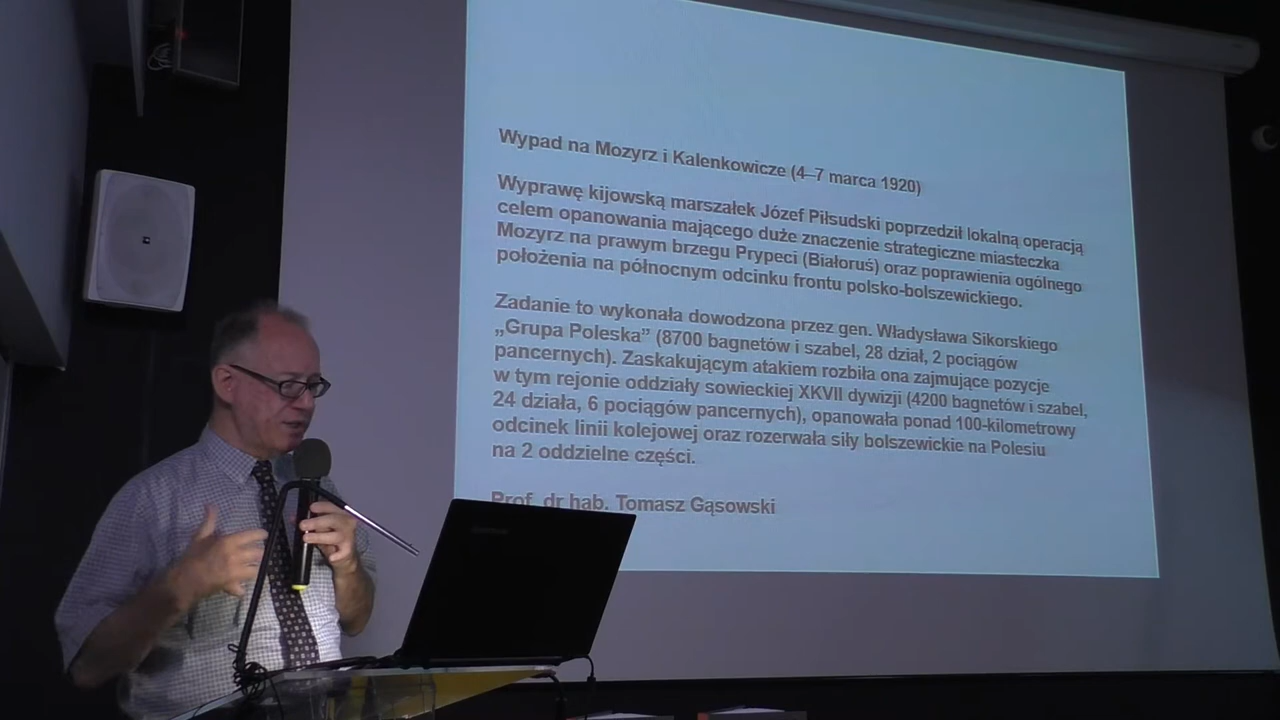 Wypad na Mozyrz i Kalenkowicze (4–7 marca 1920)
Wyprawę kijowską marszałek Józef Piłsudski poprzedził lokalną operacją
celem opanowania mającego duże znaczenie strategiczne miasteczka
Mozyrz na prawym brzegu Prypeci (Białoruś) oraz poprawienia ogólnego
położenia na północnym odcinku frontu polsko-bolszewickiego.
Zadanie to wykonała dowodzona przez gen. Władysława Sikorskiego
„Grupa Poleska” (8700 bagnetów i szabel, 28 dział, 2 pociągów
pancernych). Zaskakującym atakiem rozbiła ona zajmujące pozycje
w tym rejonie oddziały sowieckiej XKVII dywizji (4200 bagnetów i szabel,
24 działa, 6 pociągów pancernych), opanowała ponad 100-kilometrowy
odcinek linii kolejowej oraz rozerwała siły bolszewickie na Polesiu
na 2 oddzielne części.
Prof. dr hab. Tomasz Gąsowski